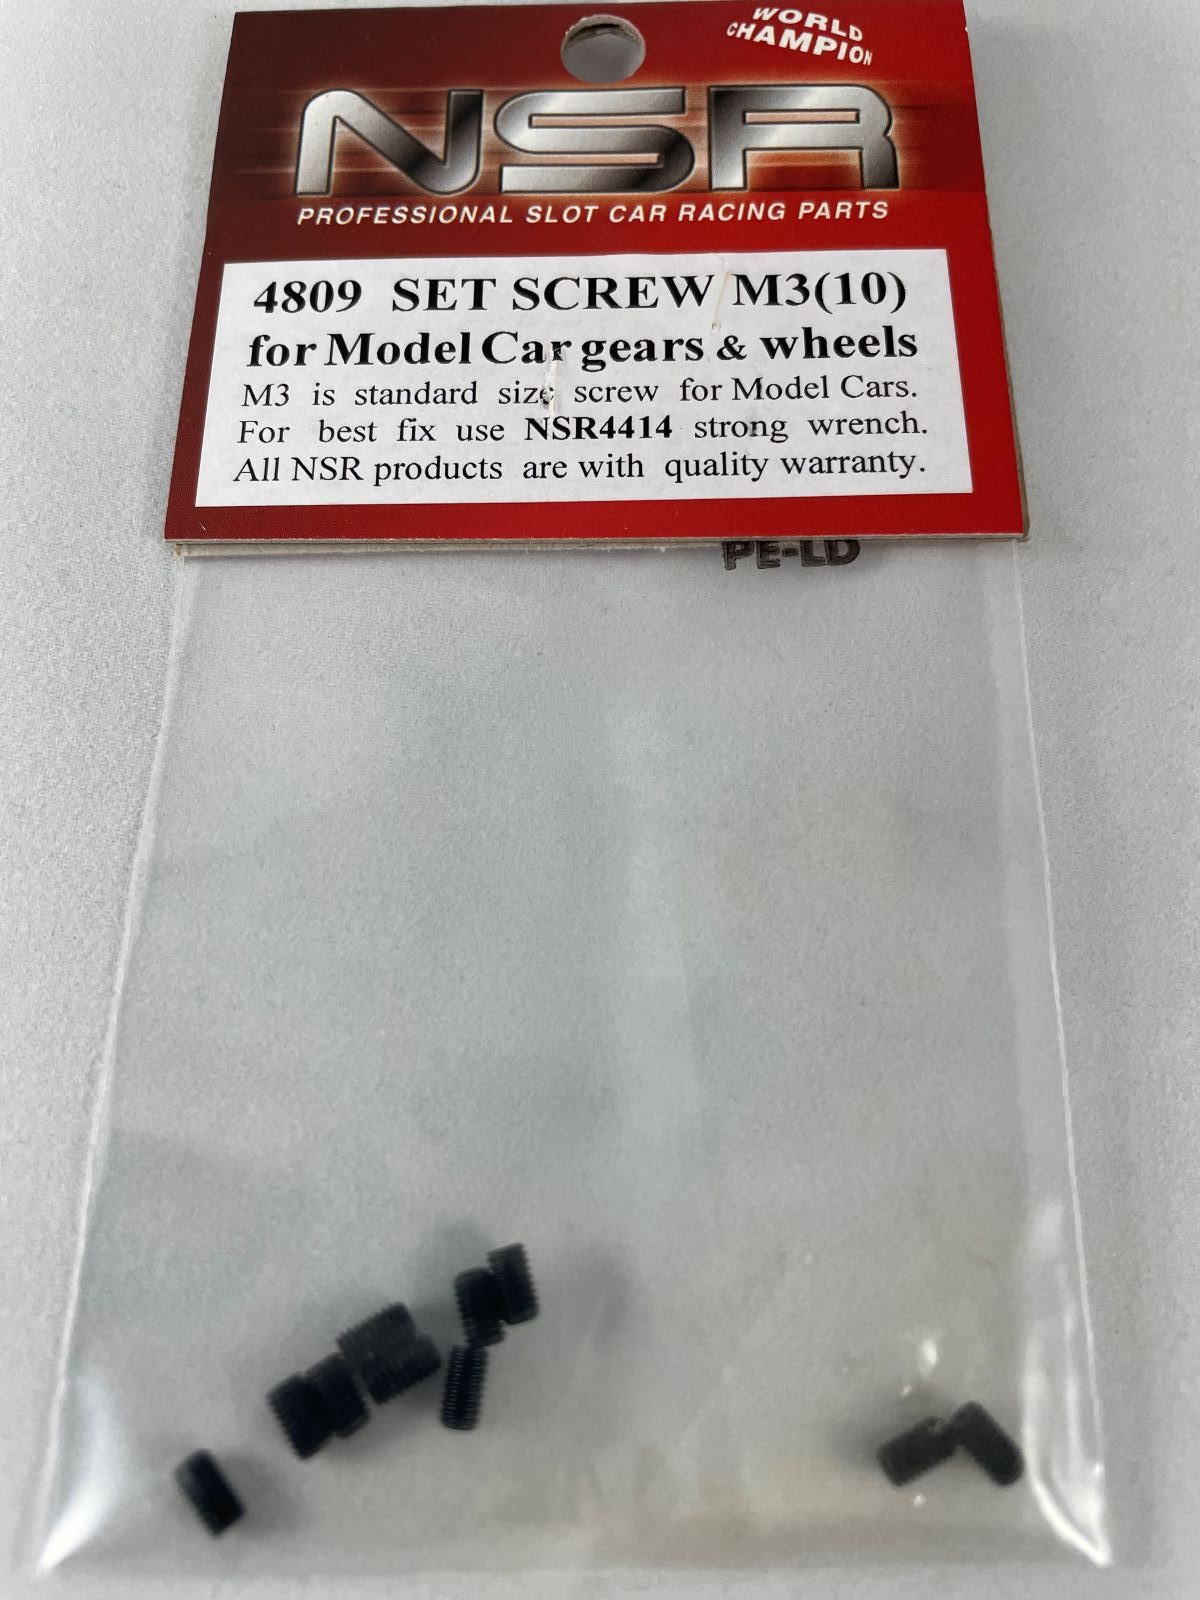 WORLD
CHAMPION
NSR
PROFESSIONAL SLOT CAR RACING PARTS
4809 SET SCREW M3(10)
for Model Car gears & wheels
M3 is standard size screw for Model Cars.
For best fix use NSR4414 strong wrench.
All NSR products are with quality warranty.
PE-LD